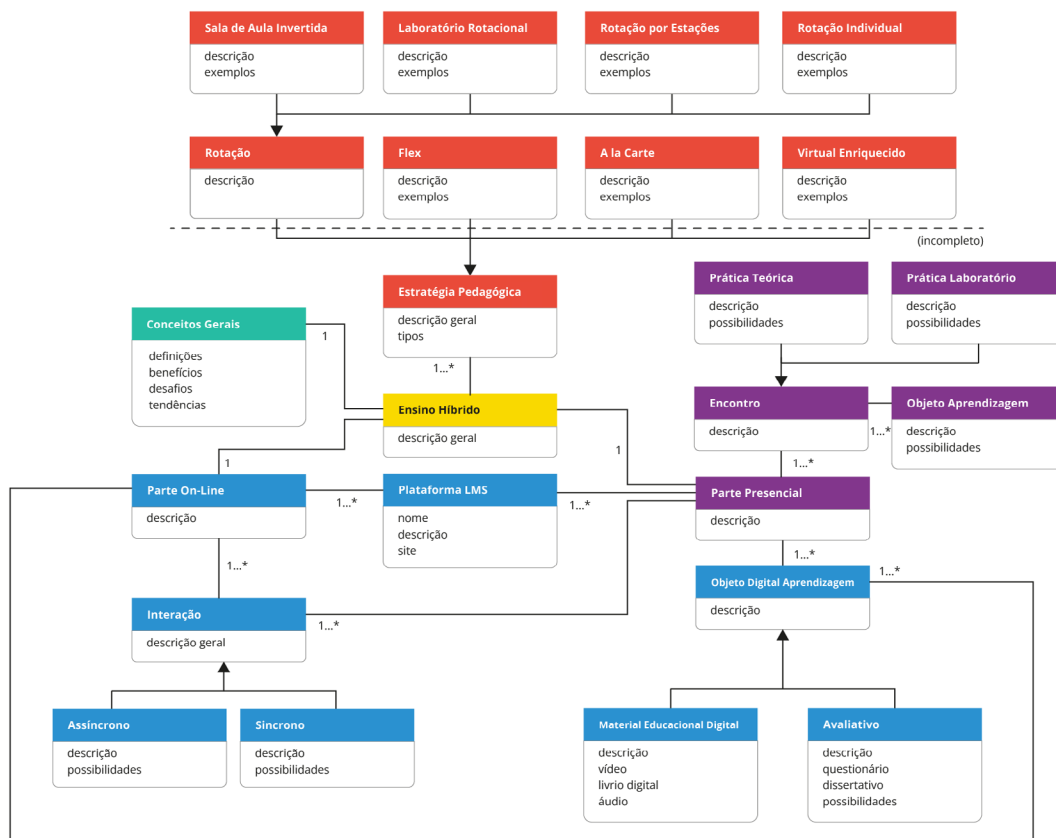 Sala de Aula Invertida
descrição
exemplos
Laboratório Rotacional
descrição
exemplos
Rotação por Estações
descrição
exemplos
Rotação Individual
descrição
exemplos
Rotação
descrição
Flex
descrição
exemplos
A la Carte
descrição
exemplos
Virtual Enriquecido
descrição
exemplos
(incompleto)
Estratégia Pedagógica
descrição geral
tipos
1...*
Prática Teórica
descrição
possibilidades
Prática Laboratório
descrição
possibilidades
Conceitos Gerais
definições
benefícios
desafios
tendências
1
Ensino Híbrido
descrição geral
1
1
Encontro
descrição
1...*
Objeto Aprendizagem
descrição
possibilidades
1...*
Parte On-Line
descrição
1...*
Plataforma LMS
nome
descrição
site
1...*
Parte Presencial
descrição
1...*
1...*
1...*
Objeto Digital Aprendizagem
descrição
Interação
descrição geral
1...*
Assíncrono
descrição
possibilidades
Sincrono
descrição
possibilidades
Material Educacional Digital
descrição
vídeo
livrio digital
áudio
Avaliativo
descrição
questionário
dissertativo
possibilidades